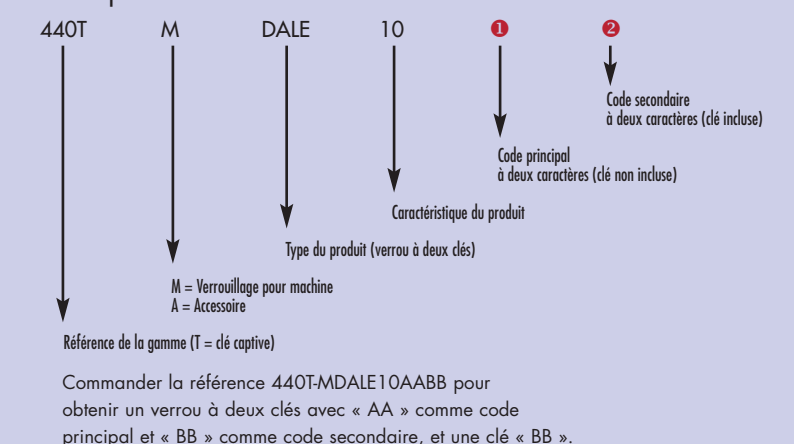 440T M DALE 10 ❶ ❷
Code secondaire
à deux caractères (clé incluse)
Code principal
à deux caractères (clé non incluse)
Caractéristique du produit
Type du produit (verrou à deux clés)
M = Verrouillage pour machine
A = Accessoire
Référence de la gamme (T = clé captive)
Commander la référence 440T-MDALE10AABB pour
obtenir un verrou à deux clés avec « AA » comme code
principal et « BB » comme code secondaire, et une clé « BB ».